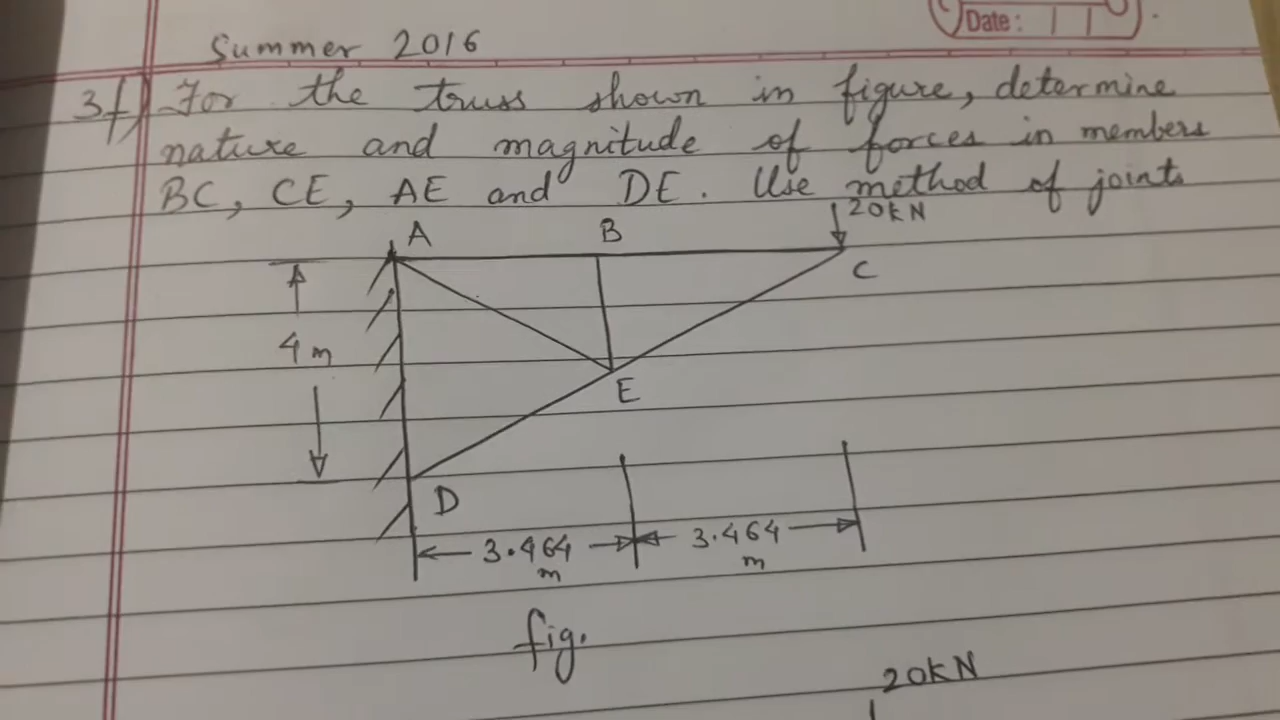 Date:
Summer 2016
3f) For the truss shown in figure, determine
nature and magnitude of forces in members
BC, CE, AE and DE. Use method of joints
20kN
A
B
C
4 m
E
D
3.464
m
3.464
m
fig.
20kN